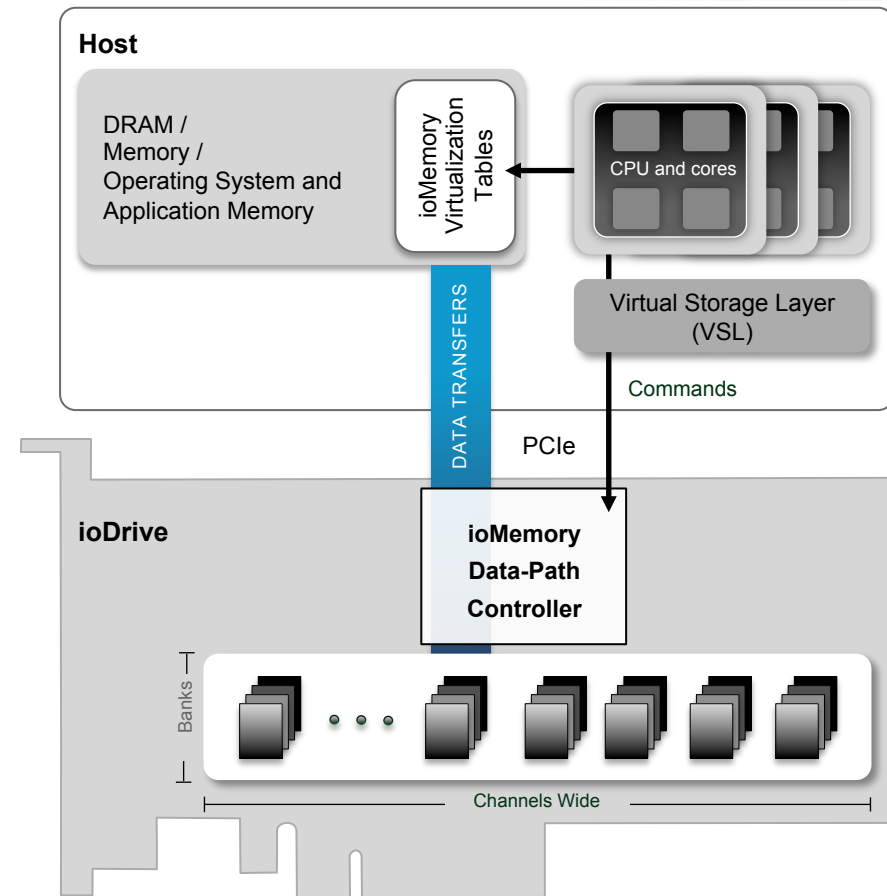 Host
DRAM /
Memory /
Operating System and
Application Memory
ioMemory
Virtualization
Tables
CPU and cores
Virtual Storage Layer
(VSL)
Commands
DATA TRANSFERS
PCIe
ioDrive
ioMemory
Data-Path
Controller
Banks
Channels Wide